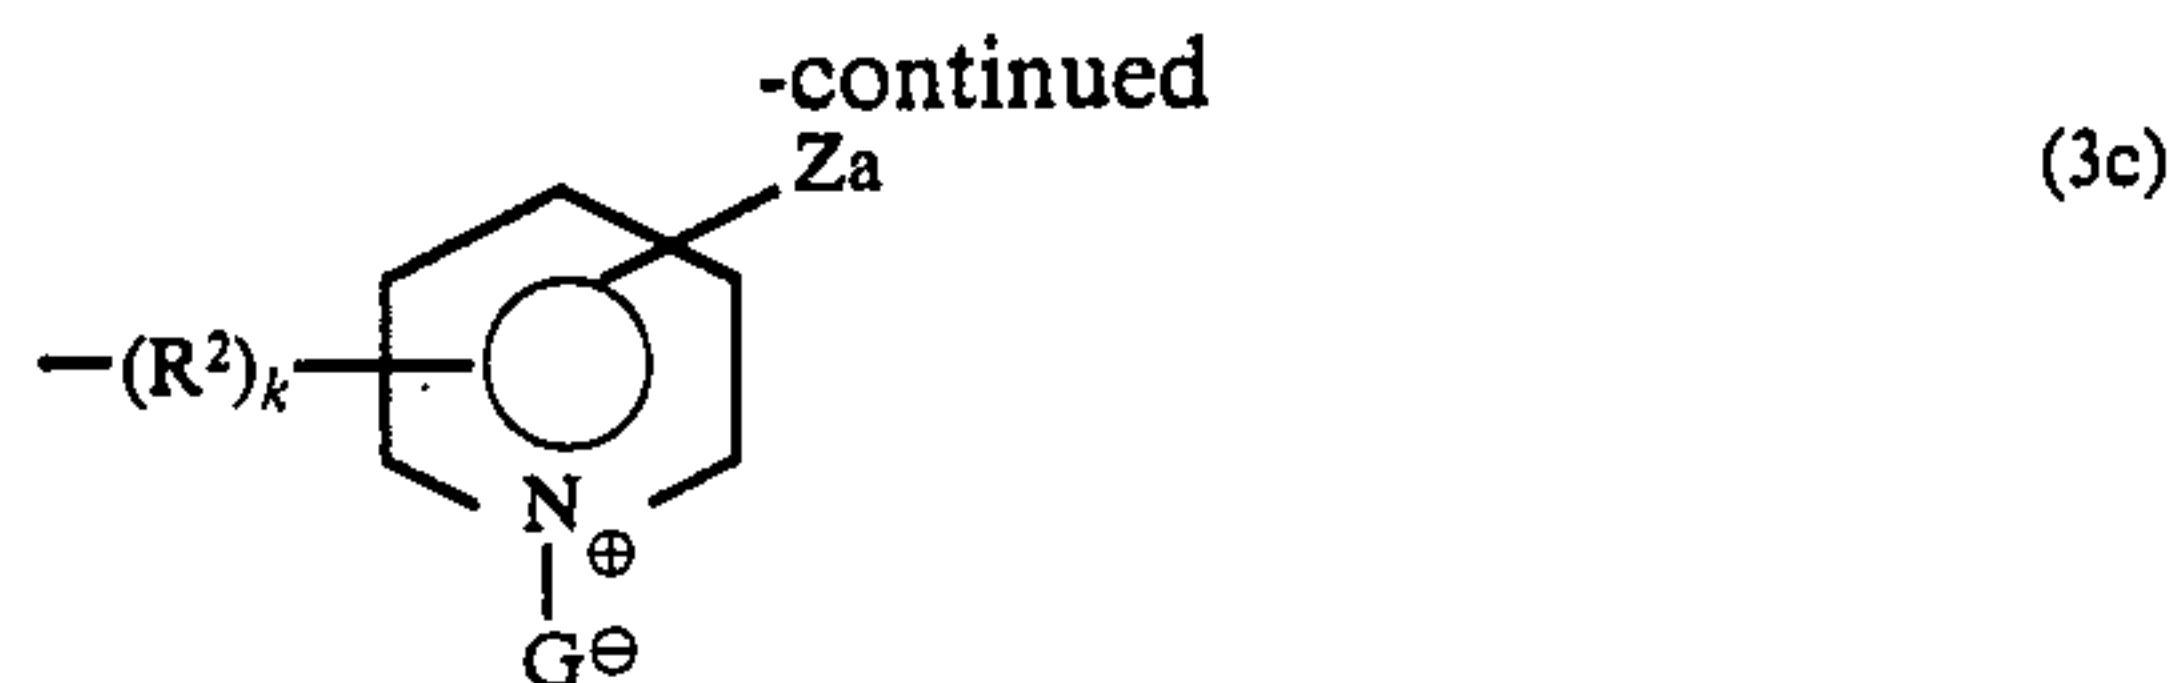 -continued
Za
(3c)
(R²)k
N
⊕
G⊖